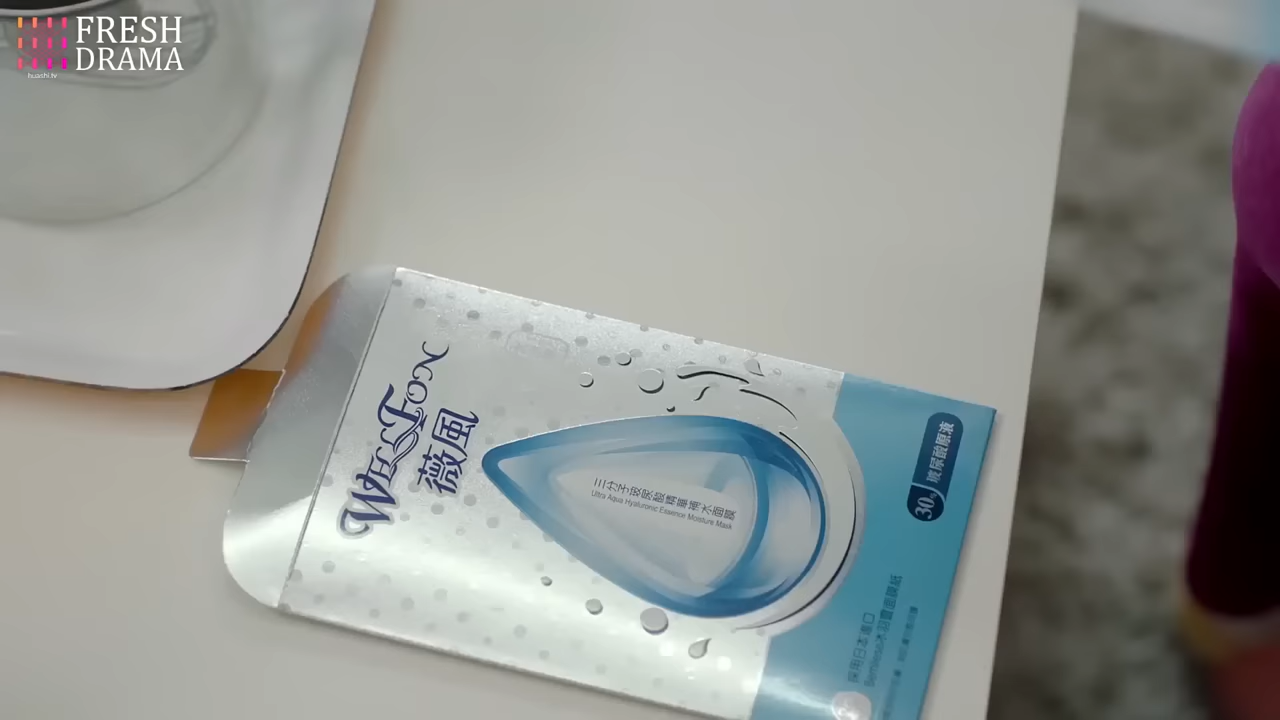 FRESH
DRAMA
huashi.tv
WELLFON
薇風
三分子玻尿酸精華補水面膜
Ultra Aqua Hyaluronic Essence Moisture Mask
30% 玻尿酸原液
採用日本進口